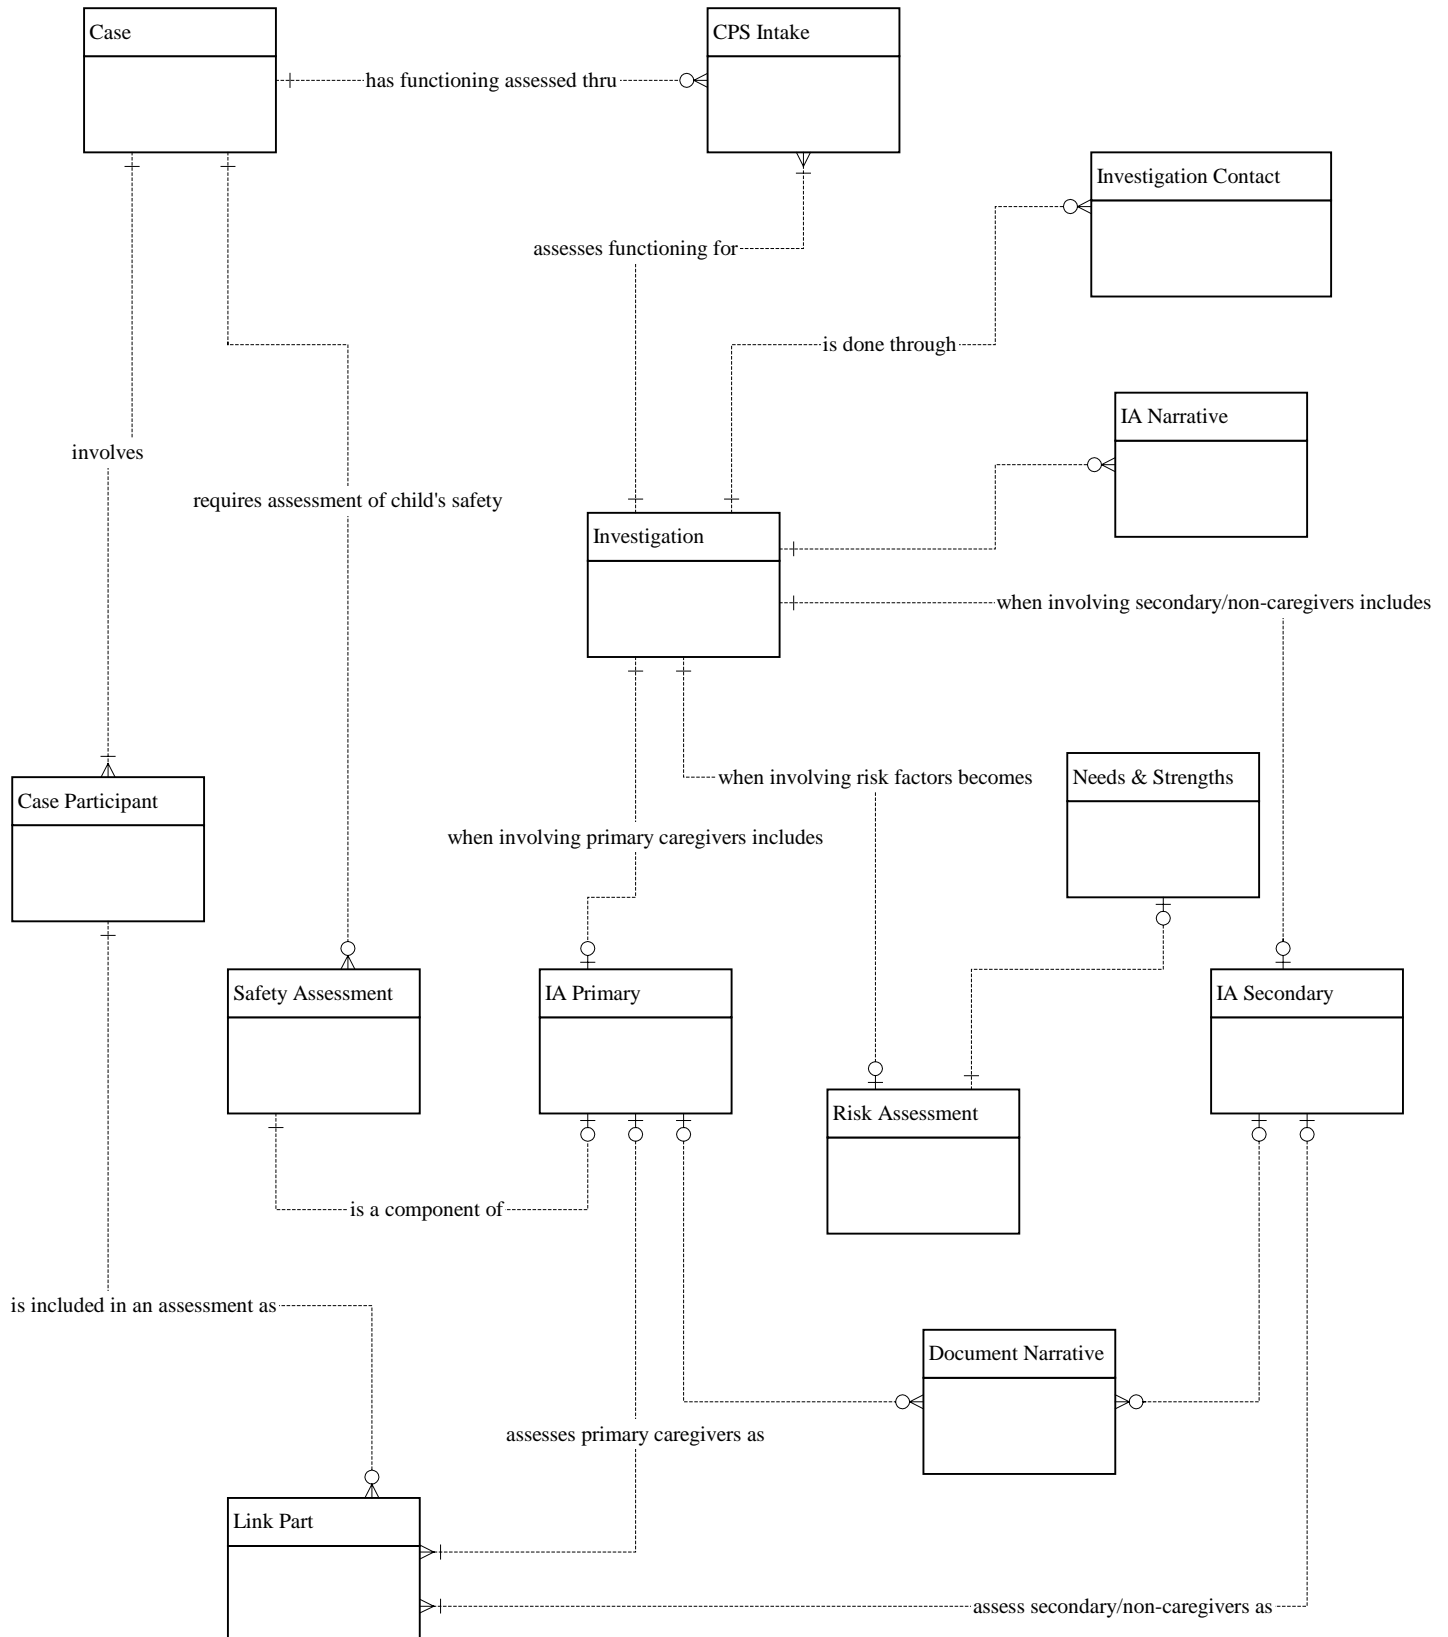 Case
CPS Intake
has functioning assessed thru
Investigation Contact
assesses functioning for
is done through
IA Narrative
involves
requires assessment of child's safety
Investigation
when involving secondary/non-caregivers includes
when involving risk factors becomes
Needs & Strengths
Case Participant
when involving primary caregivers includes
Safety Assessment
IA Primary
IA Secondary
Risk Assessment
is a component of
is included in an assessment as
Document Narrative
assesses primary caregivers as
Link Part
assess secondary/non-caregivers as